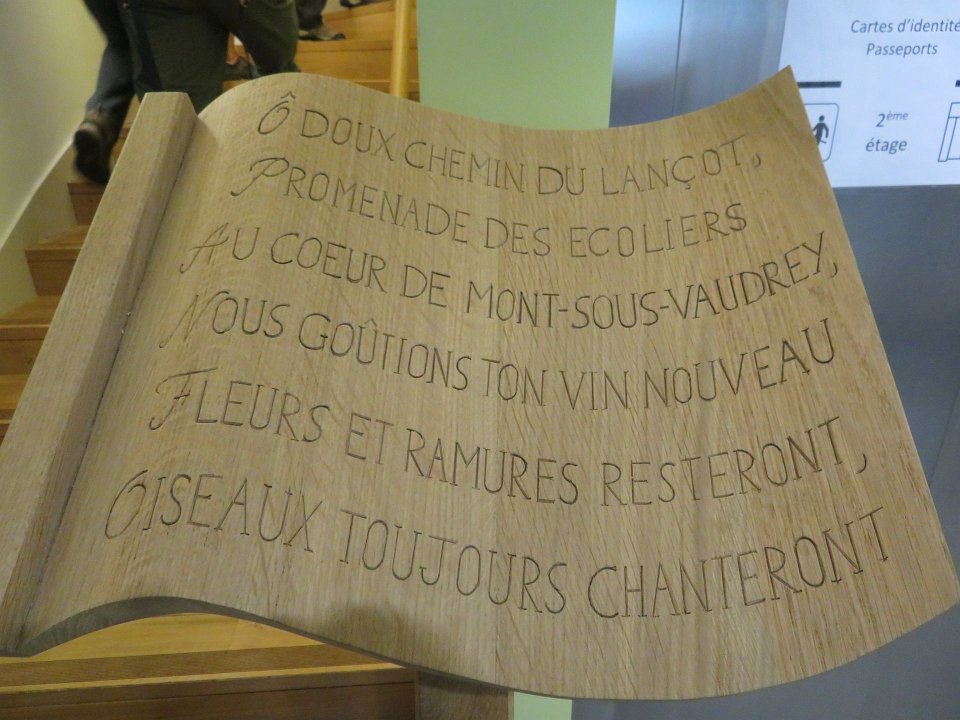 Ô DOUX CHEMIN DU LANÇOT,
PROMENADE DES ECOLIERS
AU COEUR DE MONT-SOUS-VAUDREY,
NOUS GOÛTIONS TON VIN NOUVEAU
FLEURS ET RAMURES RESTERONT,
OISEAUX TOUJOURS CHANTERONT
Cartes d'identité
Passeports
2ème
étage